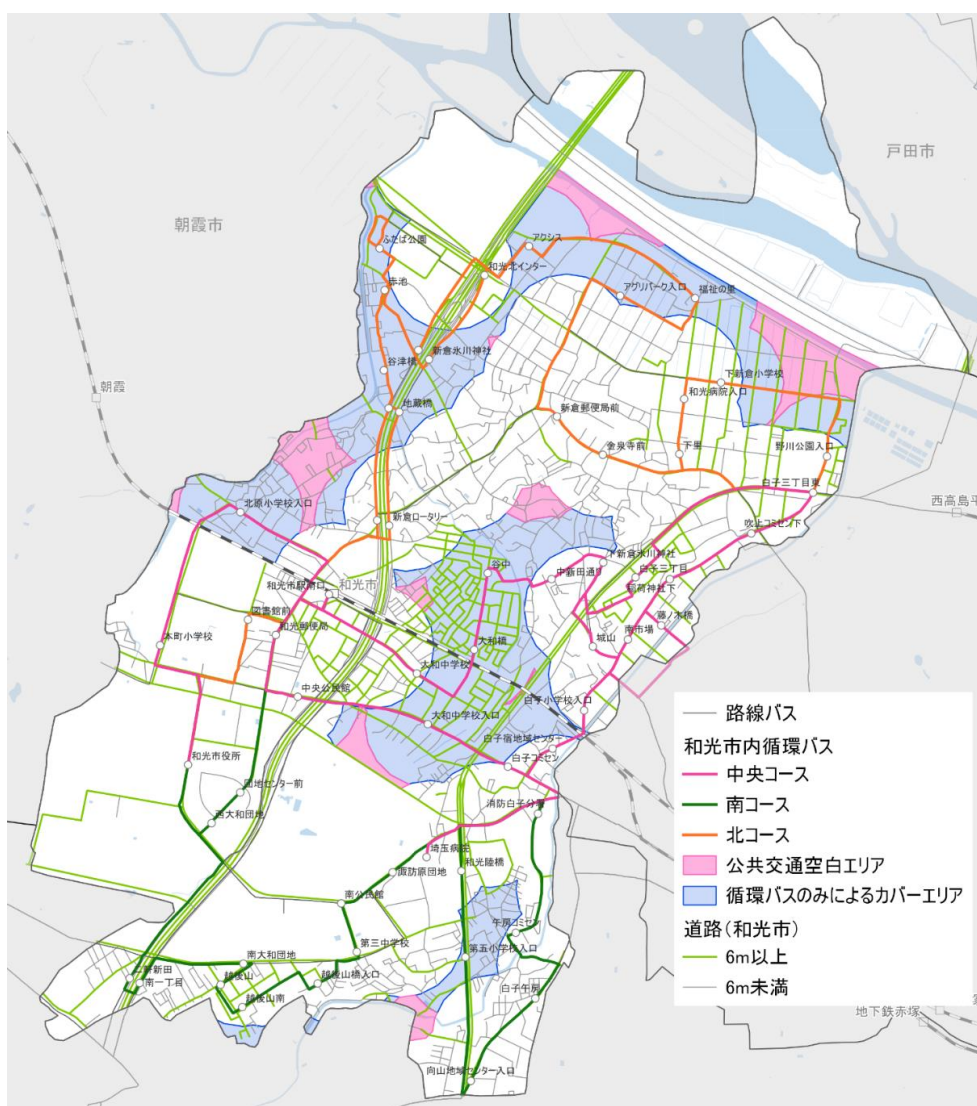 戸田市
朝霞市
ふたば公園
アクシス
和光北インター
赤池
アグリパーク入口
福祉の里
新倉氷川神社
谷津橋
下新倉小学校
朝霞
和光病院入口
地蔵橋
新倉郵便局前
金泉寺前
下里
野川公園入口
白子三丁目東
西高島平
北原小学校入口
新倉ロータリー
吹上コミセン下
下新倉氷川神社
谷中
中新田通り
白子三丁目
和光市駅南口
和光市
稲荷神社下
図書館前
藤ノ木橋
和光郵便局
本町小学校
大和橋
城山
南市場
大和中学校
中央公民館
白子小学校入口
大和中学校入口
白子宿地域センター
白子コミセン
和光市役所
団地センター前
消防白子分署
西大和団地
埼玉病院
諏訪原団地
和光陸橋
南公民館
午房コミセン
第三中学校
第五小学校入口
南大和団地
越後山
越後山橋入口
南一丁目
越後山南
白子午房
向山地域センター入口
路線バス
和光市内循環バス
中央コース
南コース
北コース
公共交通空白エリア
循環バスのみによるカバーエリア
道路(和光市)
6m以上
6m未満
地下鉄赤塚